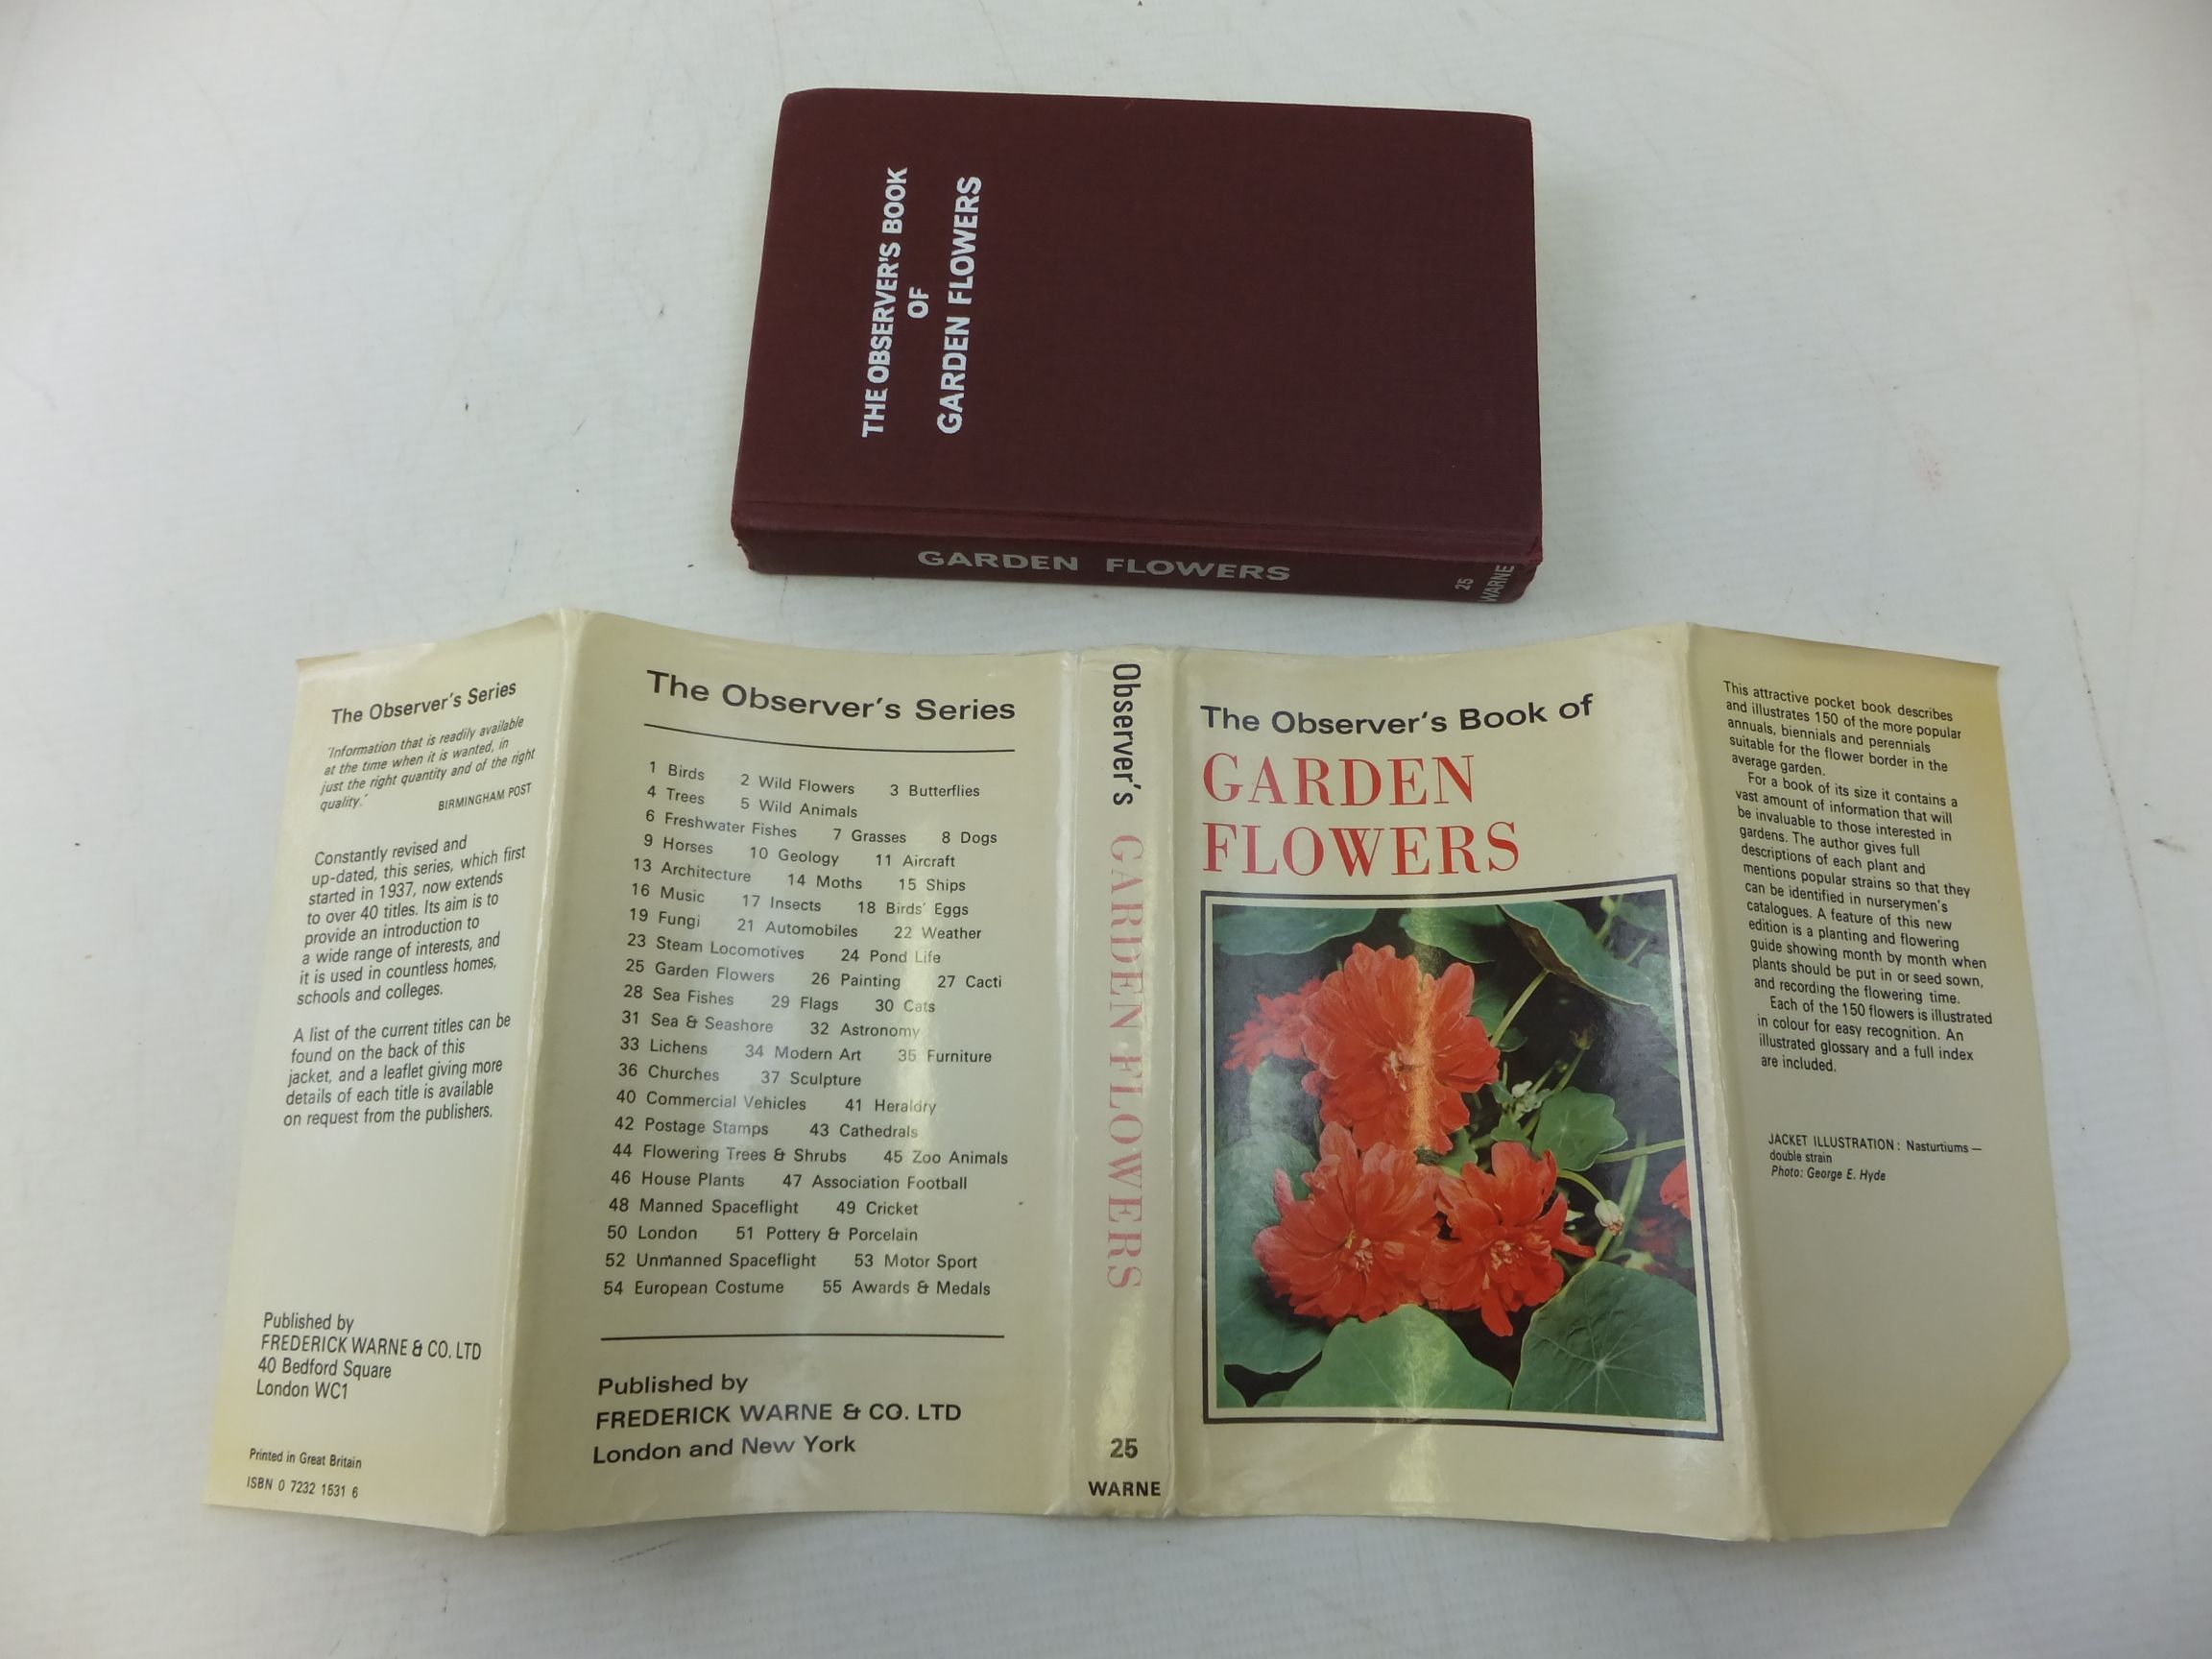 THE OBSERVER'S BOOK
OF
GARDEN FLOWERS
GARDEN FLOWERS
25
WARNE
The Observer's Series
'Information that is readily available
at the time when it is wanted, in
just the right quantity and of the right
quality.'
BIRMINGHAM POST
Constantly revised and
up-dated, this series, which first
started in 1937, now extends
to over 40 titles. Its aim is to
provide an introduction to
a wide range of interests, and
it is used in countless homes,
schools and colleges.
A list of the current titles can be
found on the back of this
jacket, and a leaflet giving more
details of each title is available
on request from the publishers.
Published by
FREDERICK WARNE & CO. LTD
40 Bedford Square
London WC1
Printed in Great Britain
ISBN 0 7232 1531 6
The Observer's Series
1 Birds 2 Wild Flowers 3 Butterflies
4 Trees 5 Wild Animals
6 Freshwater Fishes 7 Grasses 8 Dogs
9 Horses 10 Geology 11 Aircraft
13 Architecture 14 Moths 15 Ships
16 Music 17 Insects 18 Birds' Eggs
19 Fungi 21 Automobiles 22 Weather
23 Steam Locomotives 24 Pond Life
25 Garden Flowers 26 Painting 27 Cacti
28 Sea Fishes 29 Flags 30 Cats
31 Sea & Seashore 32 Astronomy
33 Lichens 34 Modern Art 35 Furniture
36 Churches 37 Sculpture
40 Commercial Vehicles 41 Heraldry
42 Postage Stamps 43 Cathedrals
44 Flowering Trees & Shrubs 45 Zoo Animals
46 House Plants 47 Association Football
48 Manned Spaceflight 49 Cricket
50 London 51 Pottery & Porcelain
52 Unmanned Spaceflight 53 Motor Sport
54 European Costume 55 Awards & Medals
Published by
FREDERICK WARNE & CO. LTD
London and New York
Observer's GARDEN FLOWERS
25
WARNE
The Observer's Book of
GARDEN
FLOWERS
This attractive pocket book describes
and illustrates 150 of the more popular
annuals, biennials and perennials
suitable for the flower border in the
average garden.
For a book of its size it contains a
vast amount of information that will
be invaluable to those interested in
gardens. The author gives full
descriptions of each plant and
mentions popular strains so that they
can be identified in nurserymen's
catalogues. A feature of this new
edition is a planting and flowering
guide showing month by month when
plants should be put in or seed sown,
and recording the flowering time.
Each of the 150 flowers is illustrated
in colour for easy recognition. An
illustrated glossary and a full index
are included.
JACKET ILLUSTRATION: Nasturtiums—
double strain
Photo: George E. Hyde